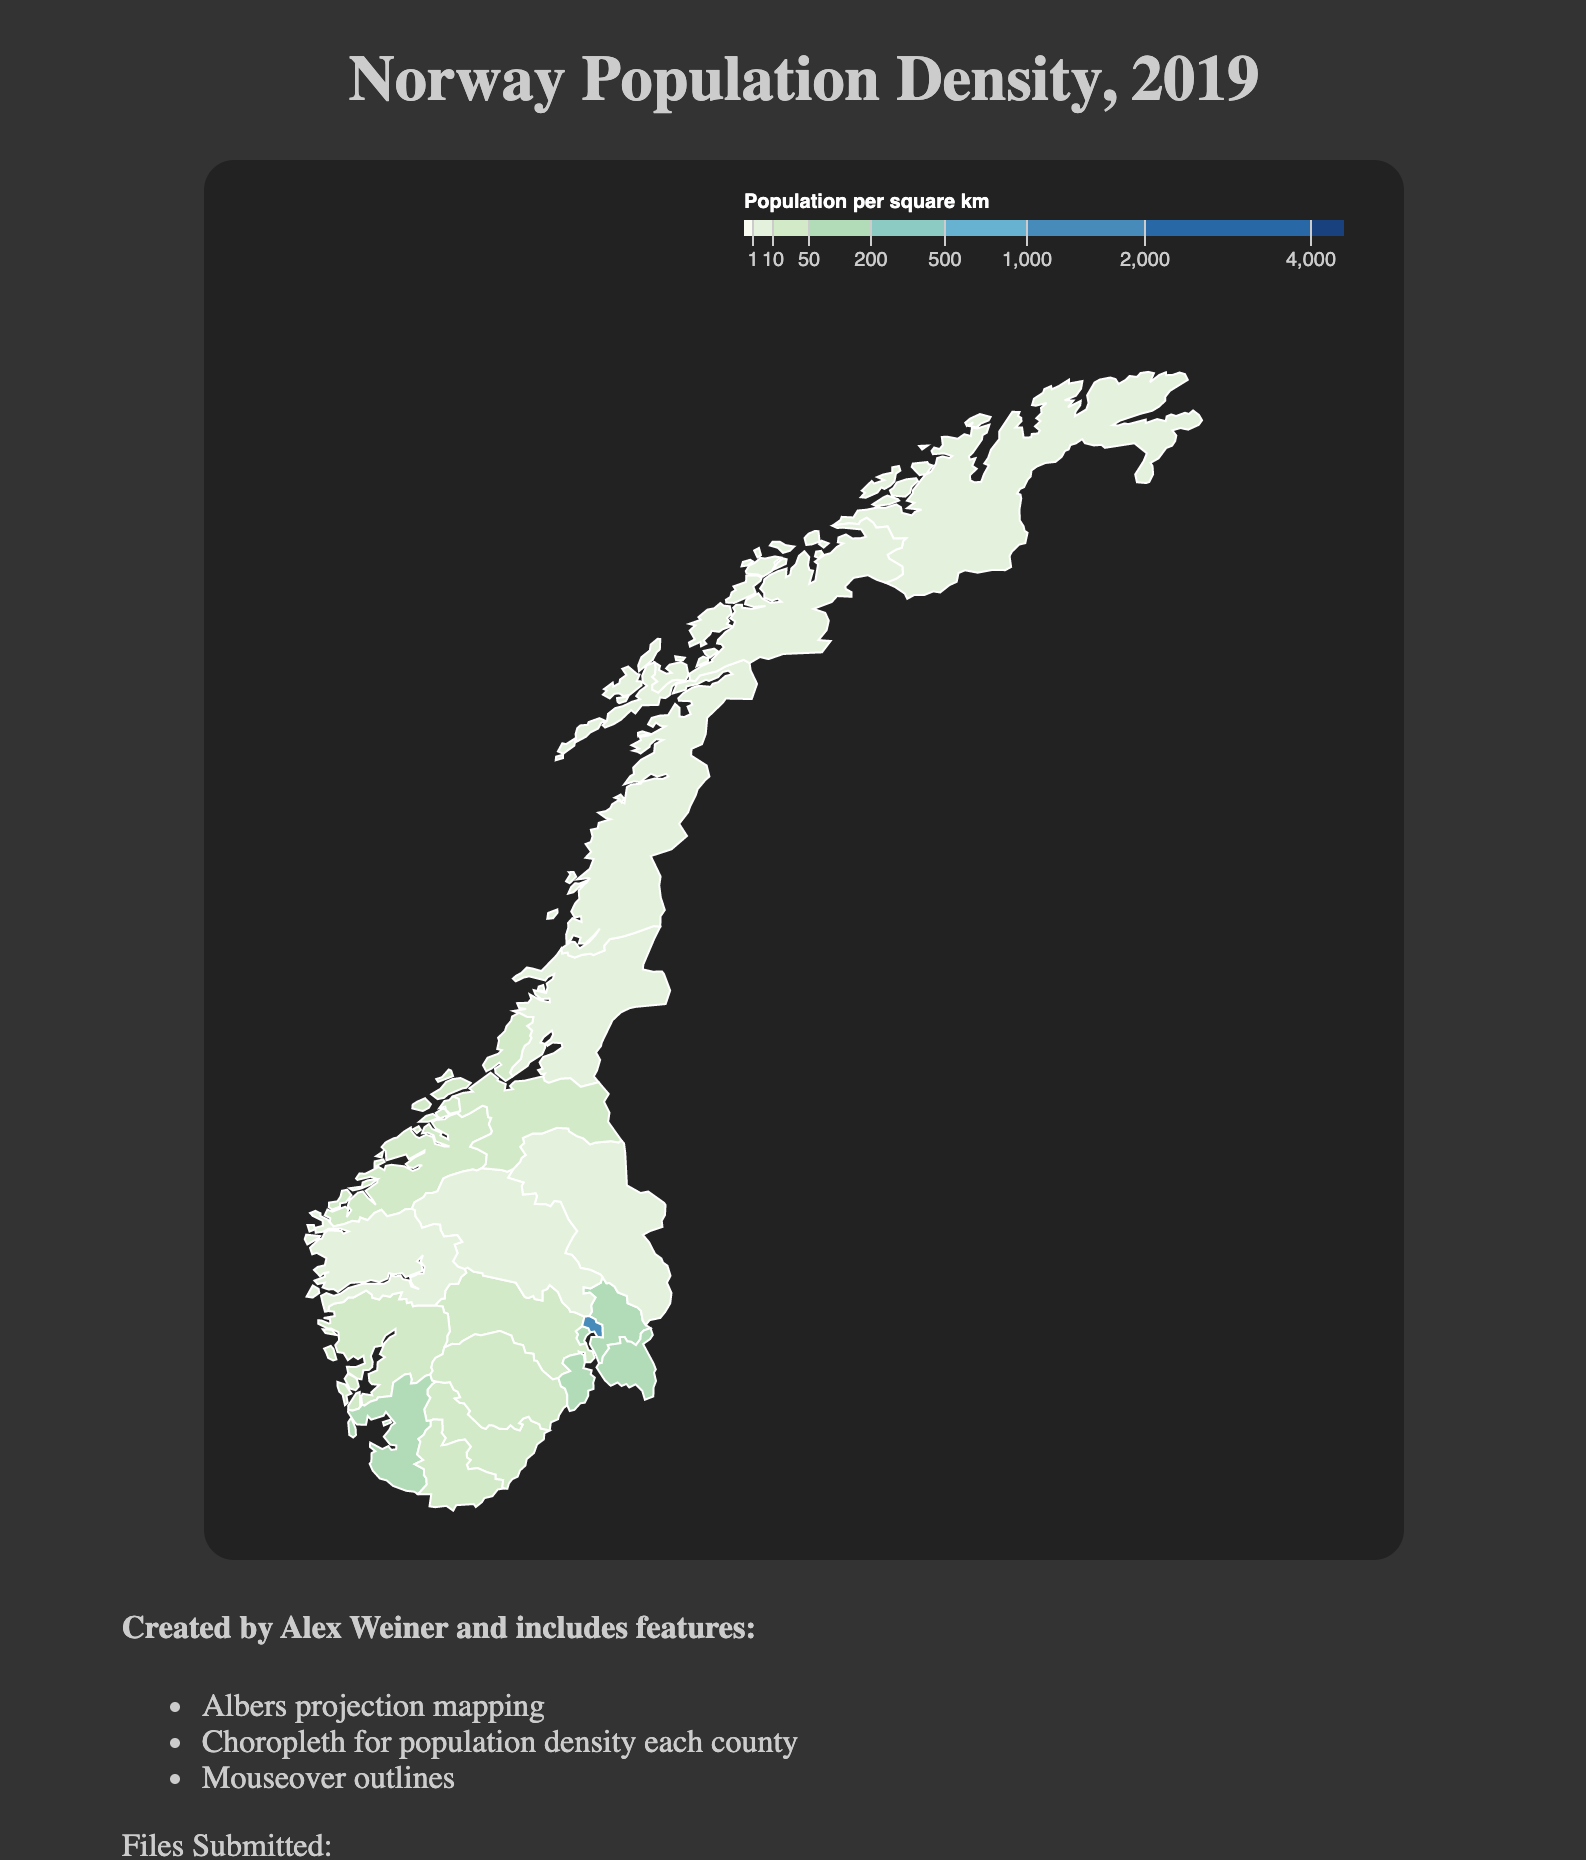 Norway Population Density, 2019
Population per square km
1 10 50 200 500 1,000 2,000 4,000
Created by Alex Weiner and includes features:
• Albers projection mapping
• Choropleth for population density each county
• Mouseover outlines
Files Submitted: